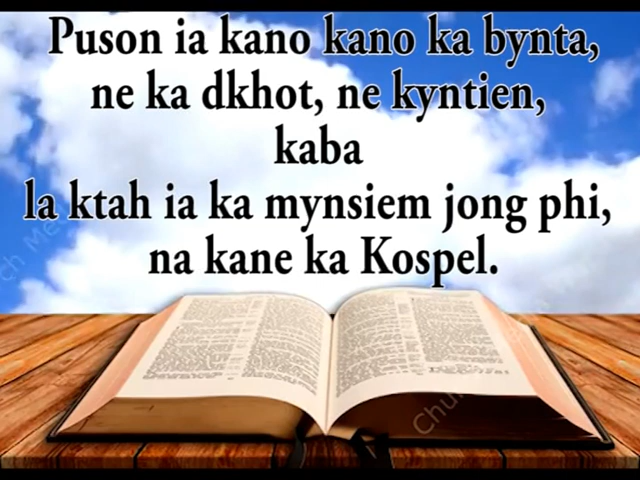 Puson ia kano kano ka bynta,
ne ka dkhot, ne kyntien,
kaba
la ktah ia ka mynsiem jong phi,
na kane ka Kospel.